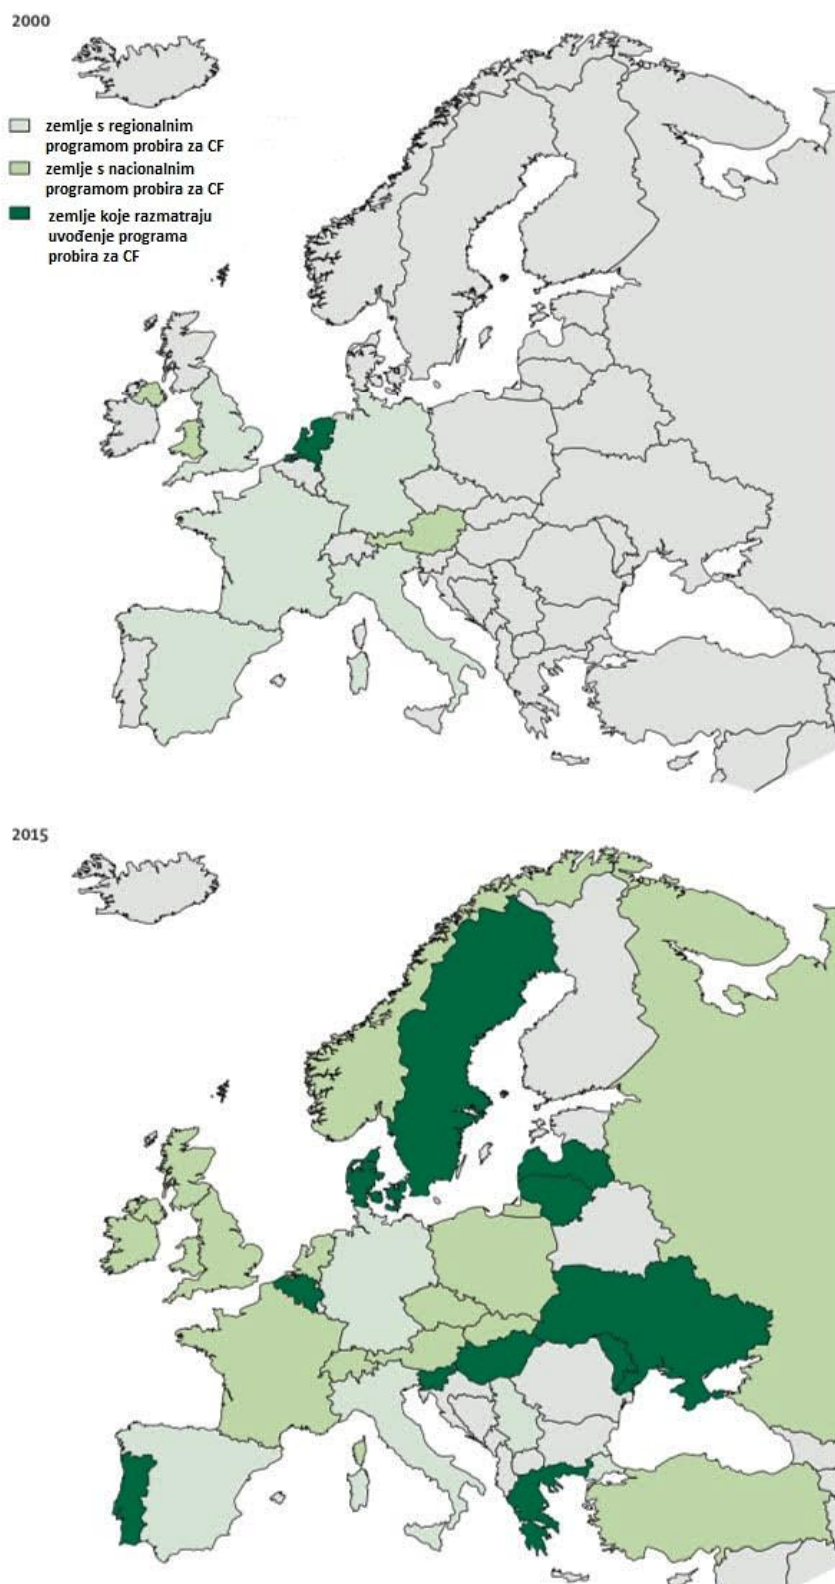 2000
zemlje s regionalnim
programom probira za CF
zemlje s nacionalnim
programom probira za CF
zemlje koje razmatraju
uvođenje programa
probira za CF
2015